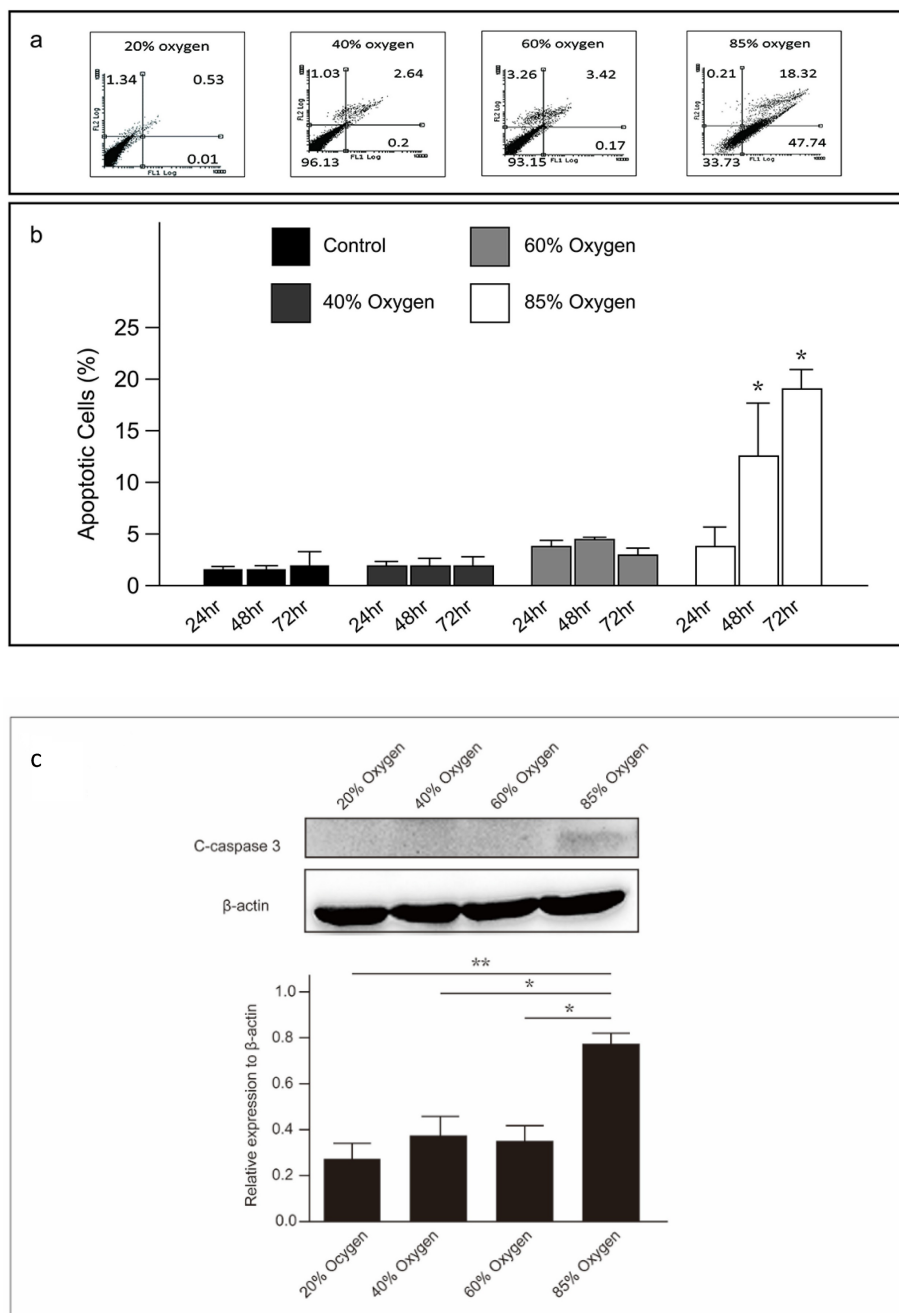 a
20% oxygen
1.34
0.53
0.01
FL1 Log
40% oxygen
1.03
2.64
FL2 Log
0.2
96.13
FL1 Log
60% oxygen
3.26
3.42
FL2 Log
0.17
93.15
FL1 Log
85% oxygen
0.21
18.32
FL2 Log
47.74
33.73
FL1 Log
b
Control
60% Oxygen
40% Oxygen
85% Oxygen
Apoptotic Cells (%)
25
20
15
10
5
0
*
*
24hr
48hr
72hr
24hr
48hr
72hr
24hr
48hr
72hr
24hr
48hr
72hr
c
20% Oxygen
40% Oxygen
60% Oxygen
85% Oxygen
C-caspase 3
β-actin
Relative expression to β-actin
1.0
0.8
0.6
0.4
0.2
0.0
**
*
*
20% Ocygen
40% Oxygen
60% Oxygen
85% Oxygen